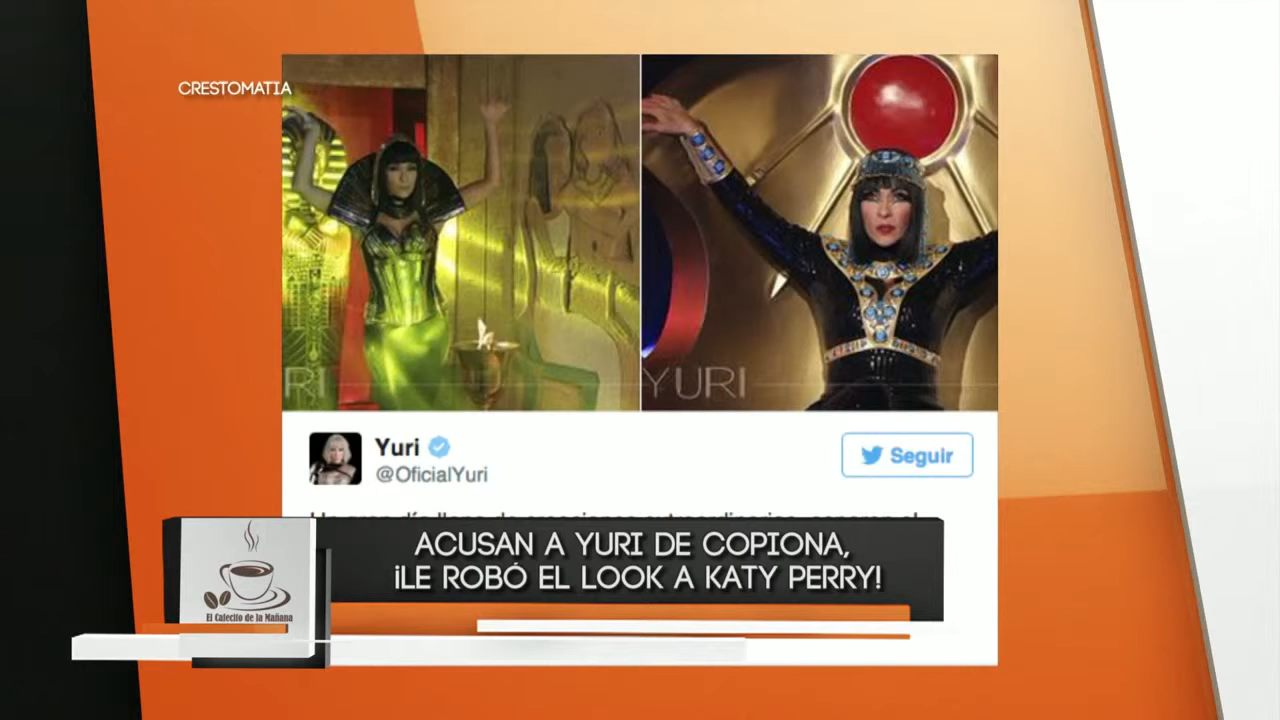 CRESTOMATIA
RI
YURI
Yuri
@OficialYuri
Seguir
ACUSAN A YURI DE COPIONA,
¡LE ROBÓ EL LOOK A KATY PERRY!
El Cafecito de la Mañana